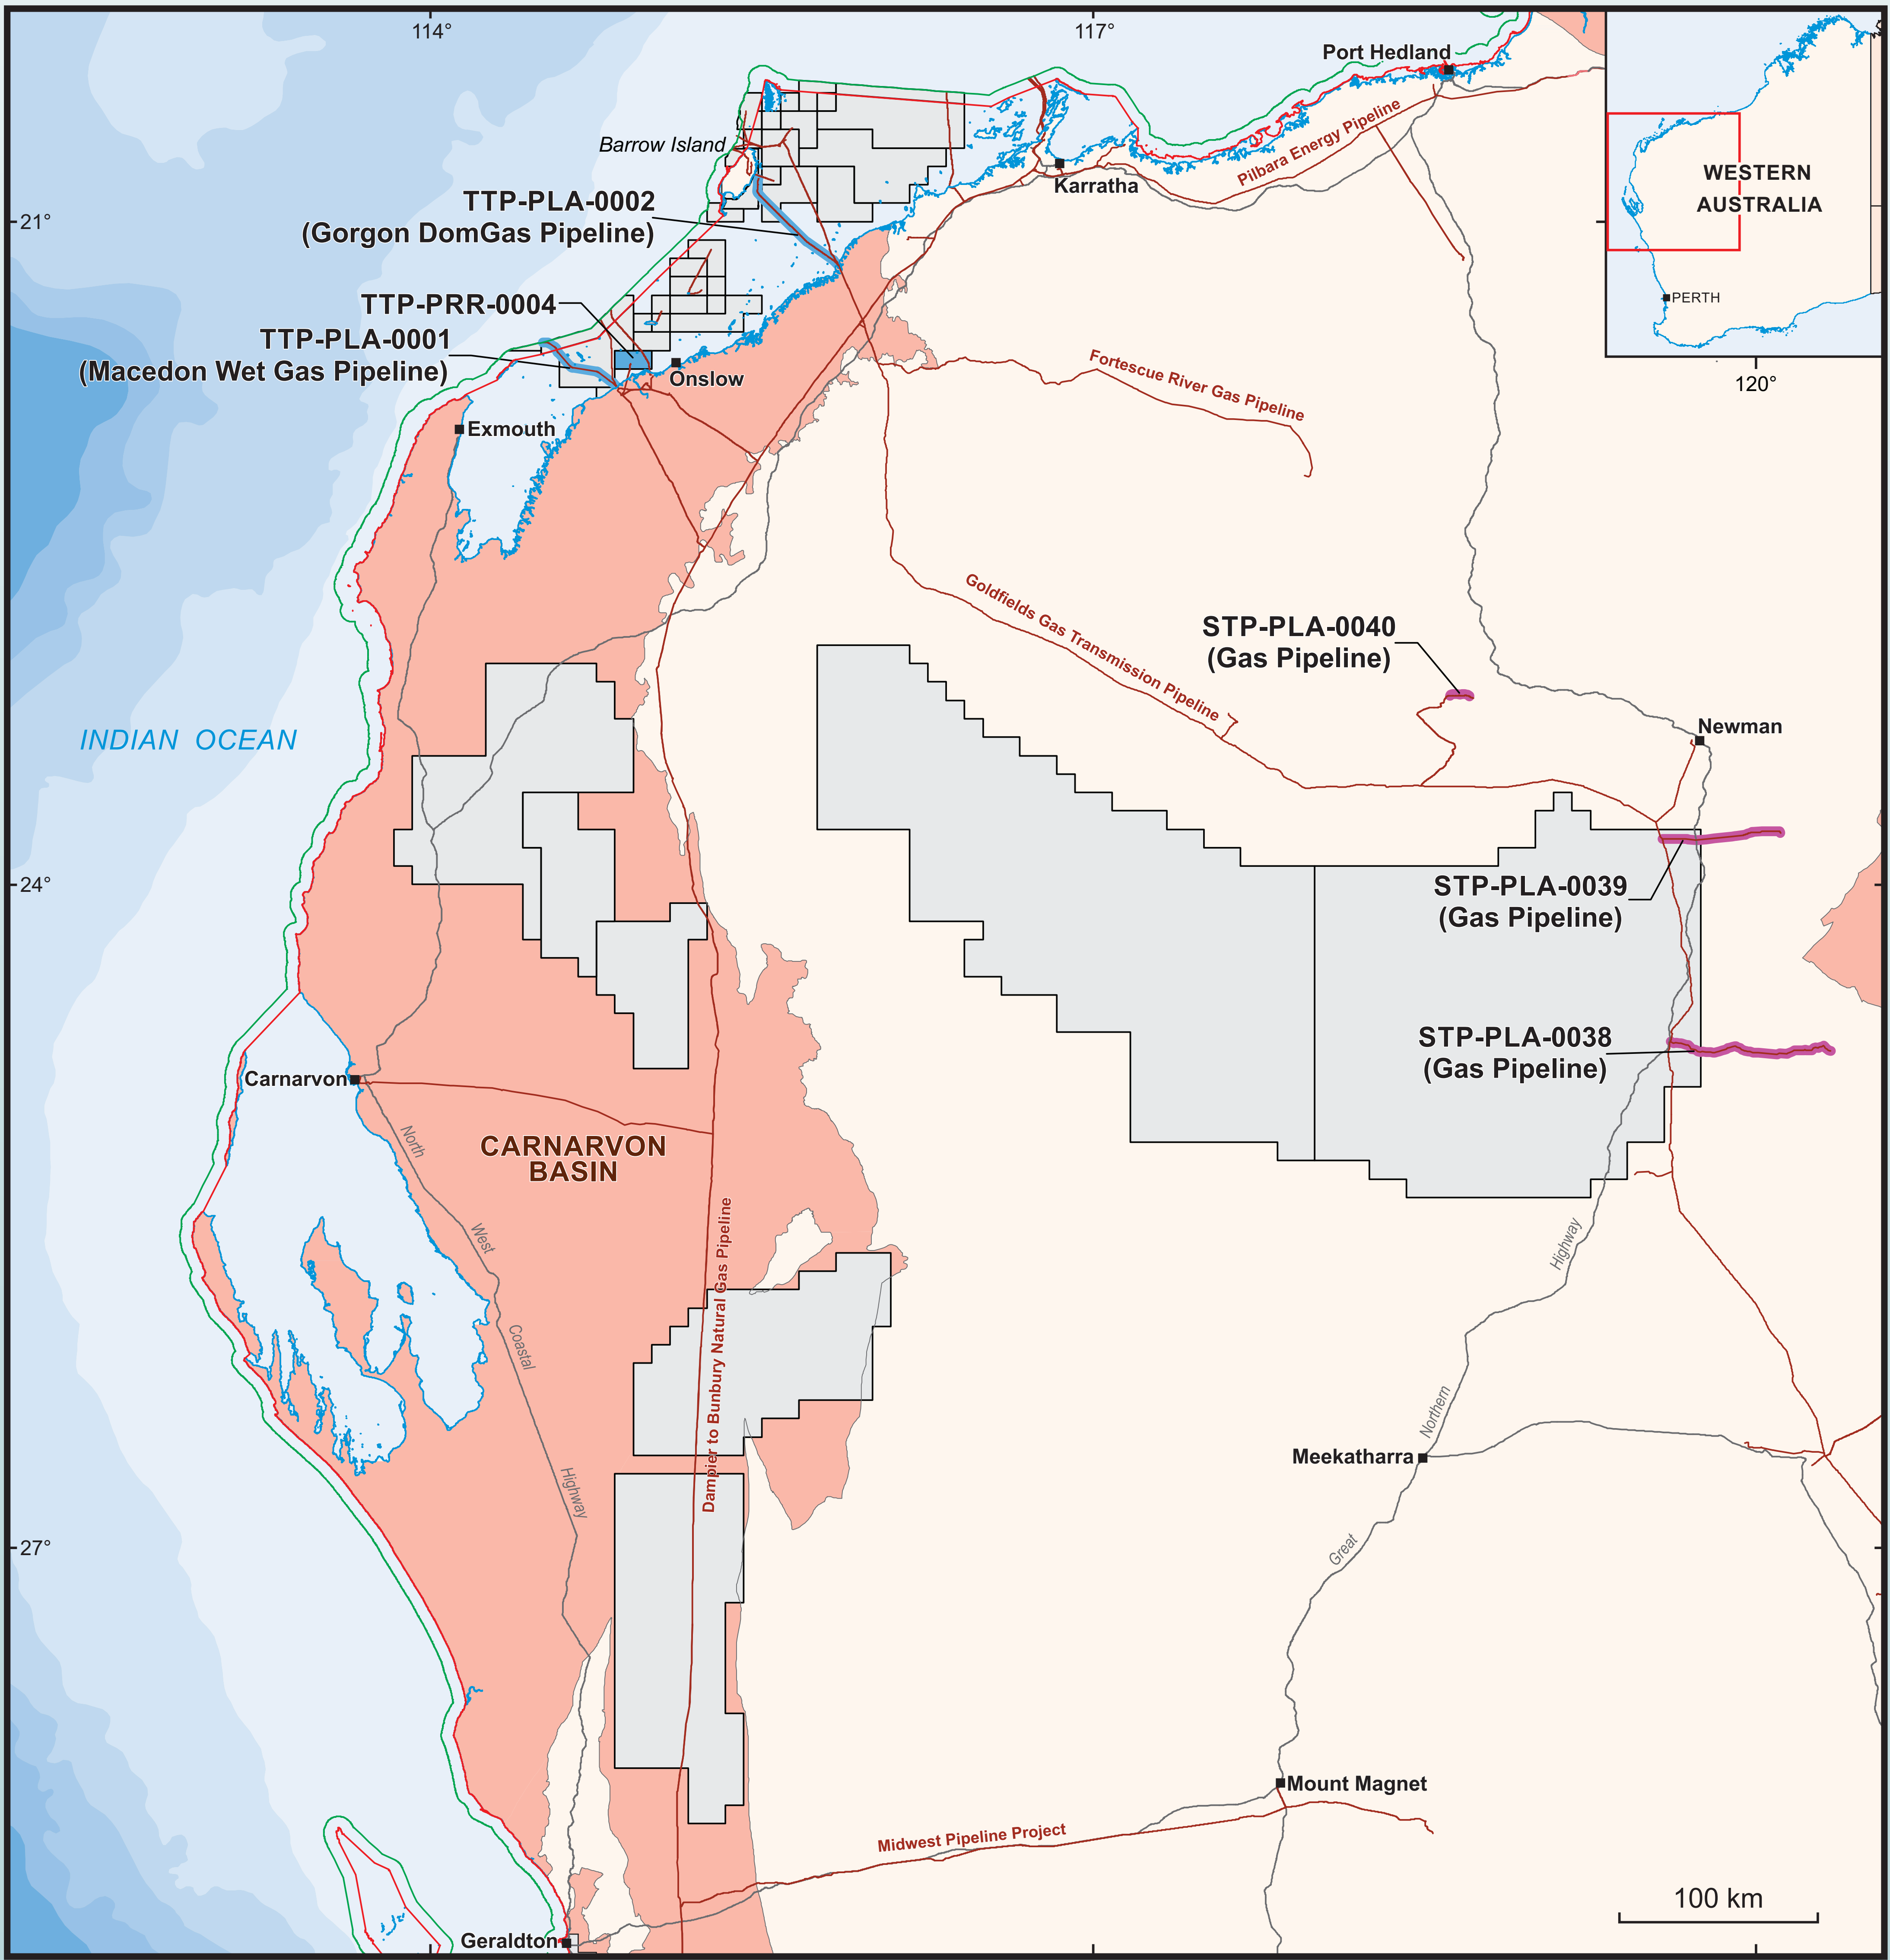 114°
117°
Port Hedland
Barrow Island
Pilbara Energy Pipeline
Karratha
WESTERN
AUSTRALIA
TTP-PLA-0002
(Gorgon DomGas Pipeline)
21°
PERTH
TTP-PRR-0004
TTP-PLA-0001
(Macedon Wet Gas Pipeline)
Onslow
Fortescue River Gas Pipeline
120°
Exmouth
Goldfields Gas Transmission Pipeline
STP-PLA-0040
(Gas Pipeline)
INDIAN OCEAN
Newman
24°
STP-PLA-0039
(Gas Pipeline)
STP-PLA-0038
(Gas Pipeline)
Carnarvon
North
West
Coastal
Highway
CARNARVON
BASIN
Dampier to Bunbury Natural Gas Pipeline
Highway
Northern
Great
Meekatharra
27°
Mount Magnet
Midwest Pipeline Project
100 km
Geraldton